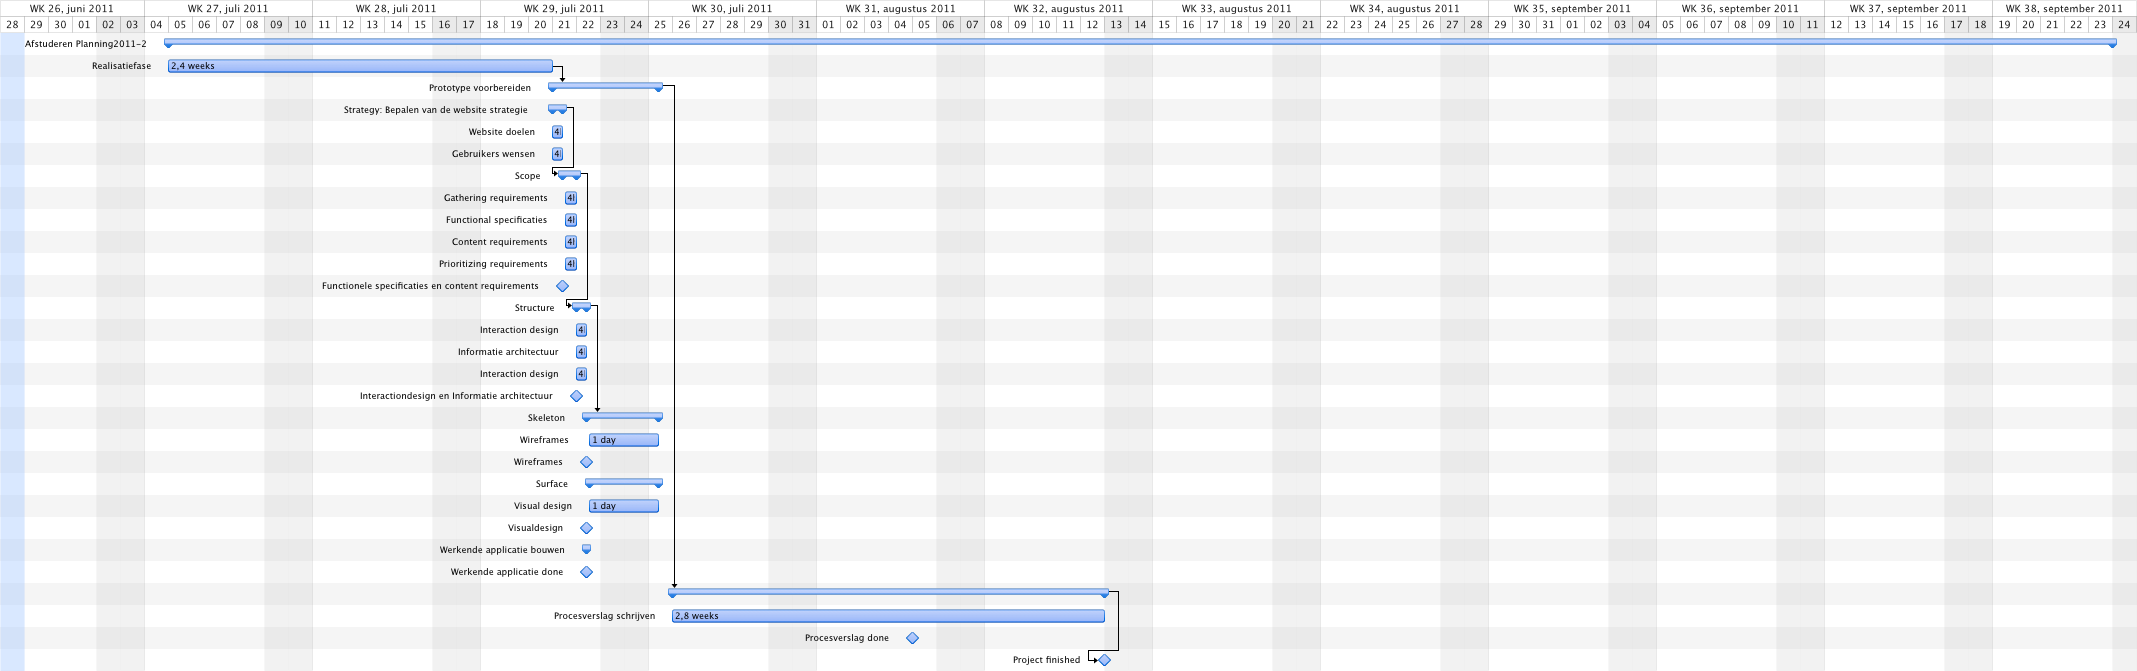 WK 26, juni 2011 WK 27, juli 2011 WK 28, juli 2011 WK 29, juli 2011 WK 30, juli 2011 WK 31, augustus 2011 WK 32, augustus 2011 WK 33, augustus 2011 WK 34, augustus 2011 WK 35, september 2011 WK 36, september 2011 WK 37, september 2011 WK 38, september 2011
28 29 30 01 02 03 04 05 06 07 08 09 10 11 12 13 14 15 16 17 18 19 20 21 22 23 24 25 26 27 28 29 30 31 01 02 03 04 05 06 07 08 09 10 11 12 13 14 15 16 17 18 19 20 21 22 23 24 25 26 27 28 29 30 31 01 02 03 04 05 06 07 08 09 10 11 12 13 14 15 16 17 18 19 20 21 22 23 24
Afstuderen Planning2011-2
Realisatiefase 2,4 weeks
Prototype voorbereiden
Strategy: Bepalen van de website strategie
Website doelen 4
Gebruikers wensen 4
Scope
Gathering requirements 4
Functional specificaties 4
Content requirements 4
Prioritizing requirements 4
Functionele specificaties en content requirements
Structure
Interaction design 4
Informatie architectuur 4
Interaction design 4
Interactiondesign en Informatie architectuur
Skeleton
Wireframes 1 day
Wireframes
Surface
Visual design 1 day
Visualdesign
Werkende applicatie bouwen
Werkende applicatie done
Procesverslag schrijven 2,8 weeks
Procesverslag done
Project finished